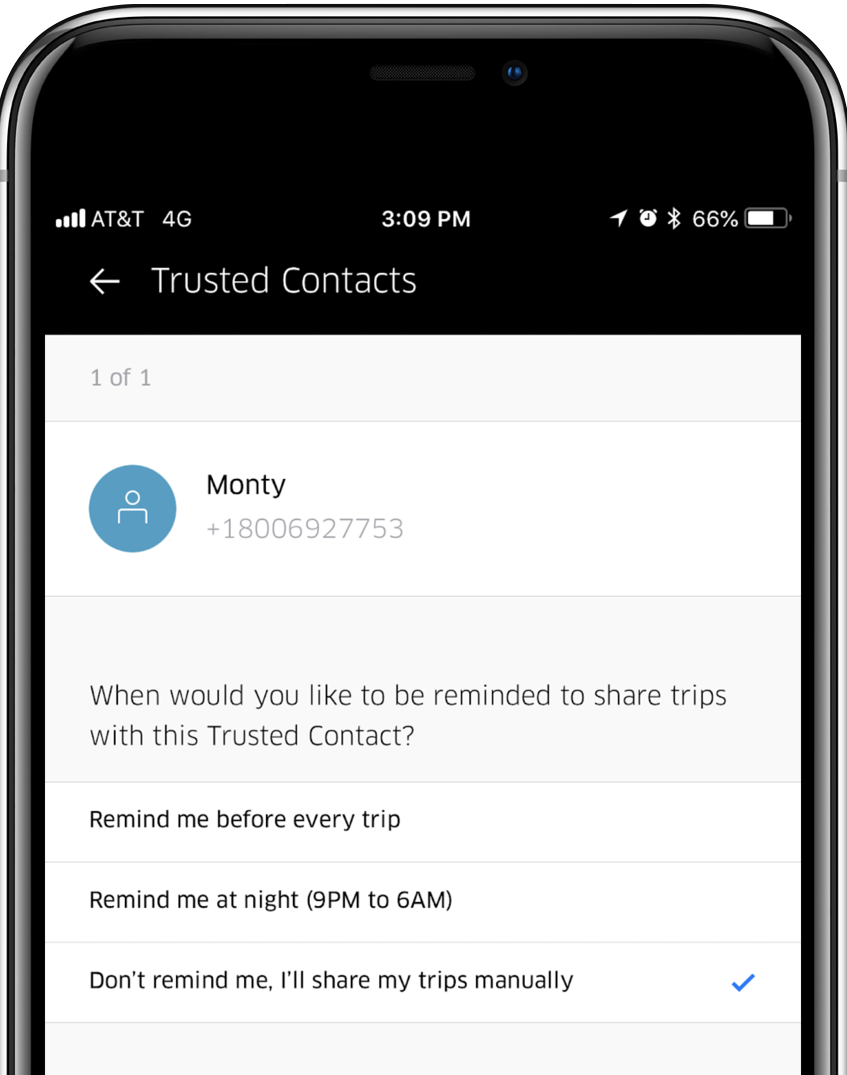 AT&T 4G 3:09 PM 66%
Trusted Contacts
1 of 1
Monty
+18006927753
When would you like to be reminded to share trips
with this Trusted Contact?
Remind me before every trip
Remind me at night (9PM to 6AM)
Don't remind me, I'll share my trips manually